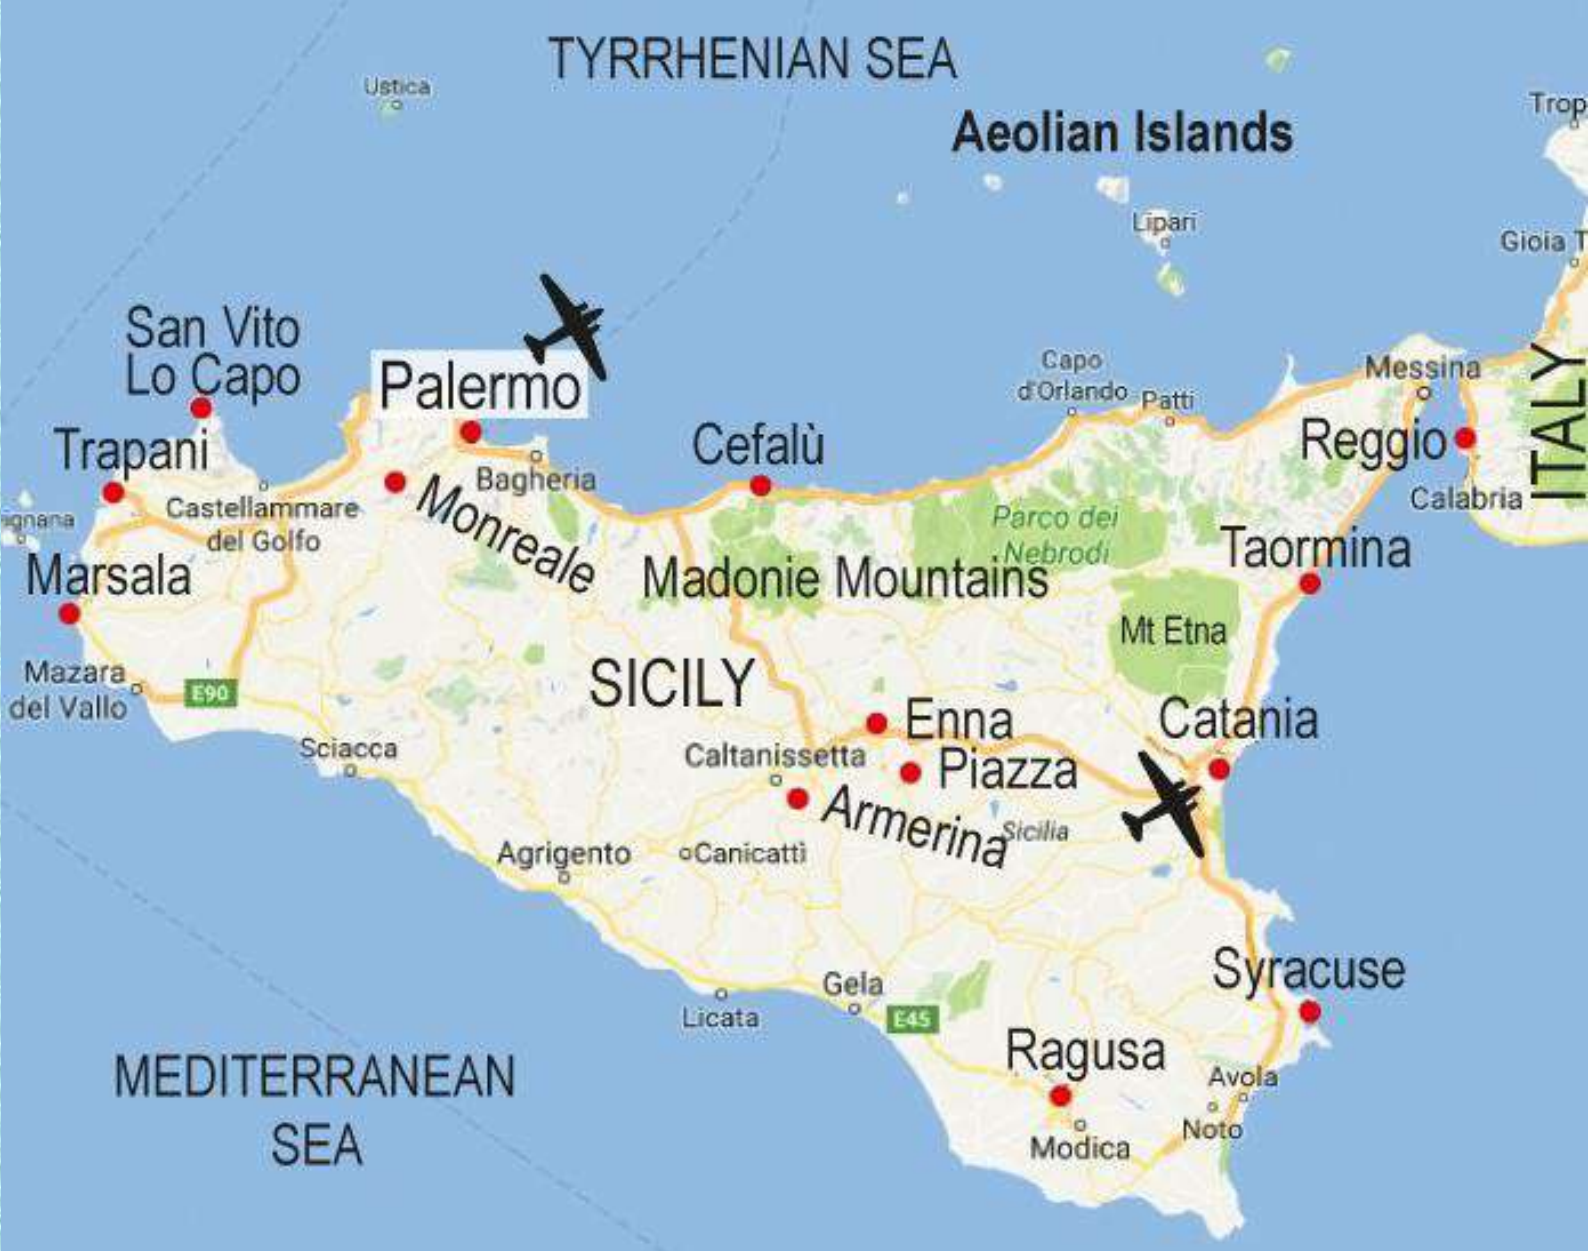 TYRRHENIAN SEA
Ustica
Trop
Aeolian Islands
Lipari
Gioia T
San Vito
Lo Capo
Palermo
Capo
d'Orlando
Patti
Messina
ITALY
Trapani
Cefalù
Reggio
Bagheria
Monreale
Castellammare
del Golfo
Calabria
Parco dei
Nebrodi
Taormina
Marsala
Madonie Mountains
Mt Etna
Mazara
del Vallo
E90
SICILY
Enna
Catania
Sciacca
Caltanissetta
Piazza
Armerina
Sicilia
Agrigento
Canicattì
Syracuse
Gela
Licata
E45
Ragusa
MEDITERRANEAN
SEA
Avola
Noto
Modica